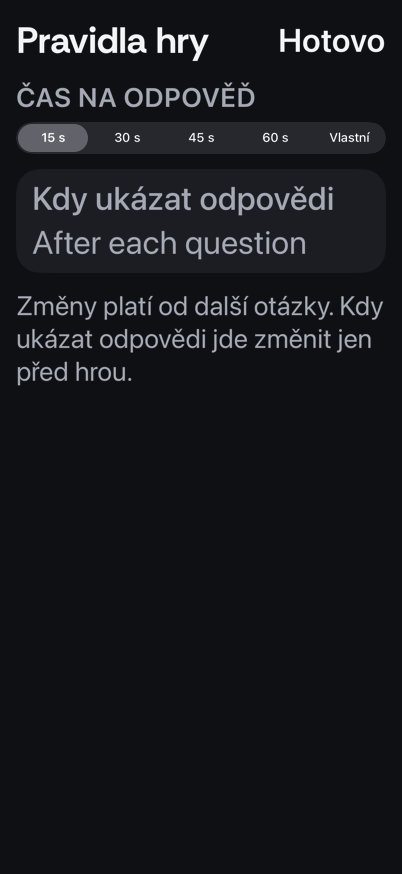 Pravidla hry Hotovo
ČAS NA ODPOVĚĎ
15 s 30 s 45 s 60 s Vlastní
Kdy ukázat odpovědi
After each question
Změny platí od další otázky. Kdy
ukázat odpovědi jde změnit jen
před hrou.